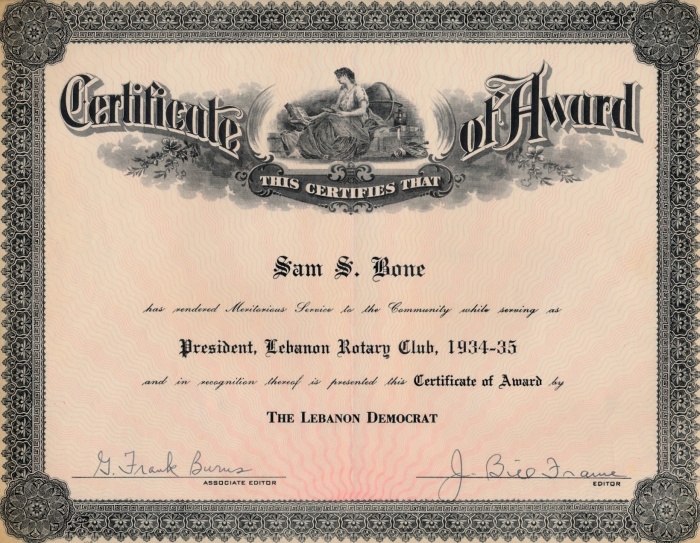 Certificate of Award
THIS CERTIFIES THAT
Sam S. Bone
has rendered Meritorious Service to the Community while serving as
President, Lebanon Rotary Club, 1934-35
and in recognition thereof is presented this Certificate of Award by
THE LEBANON DEMOCRAT
G. Frank Burns J. Bill Frame
ASSOCIATE EDITOR EDITOR